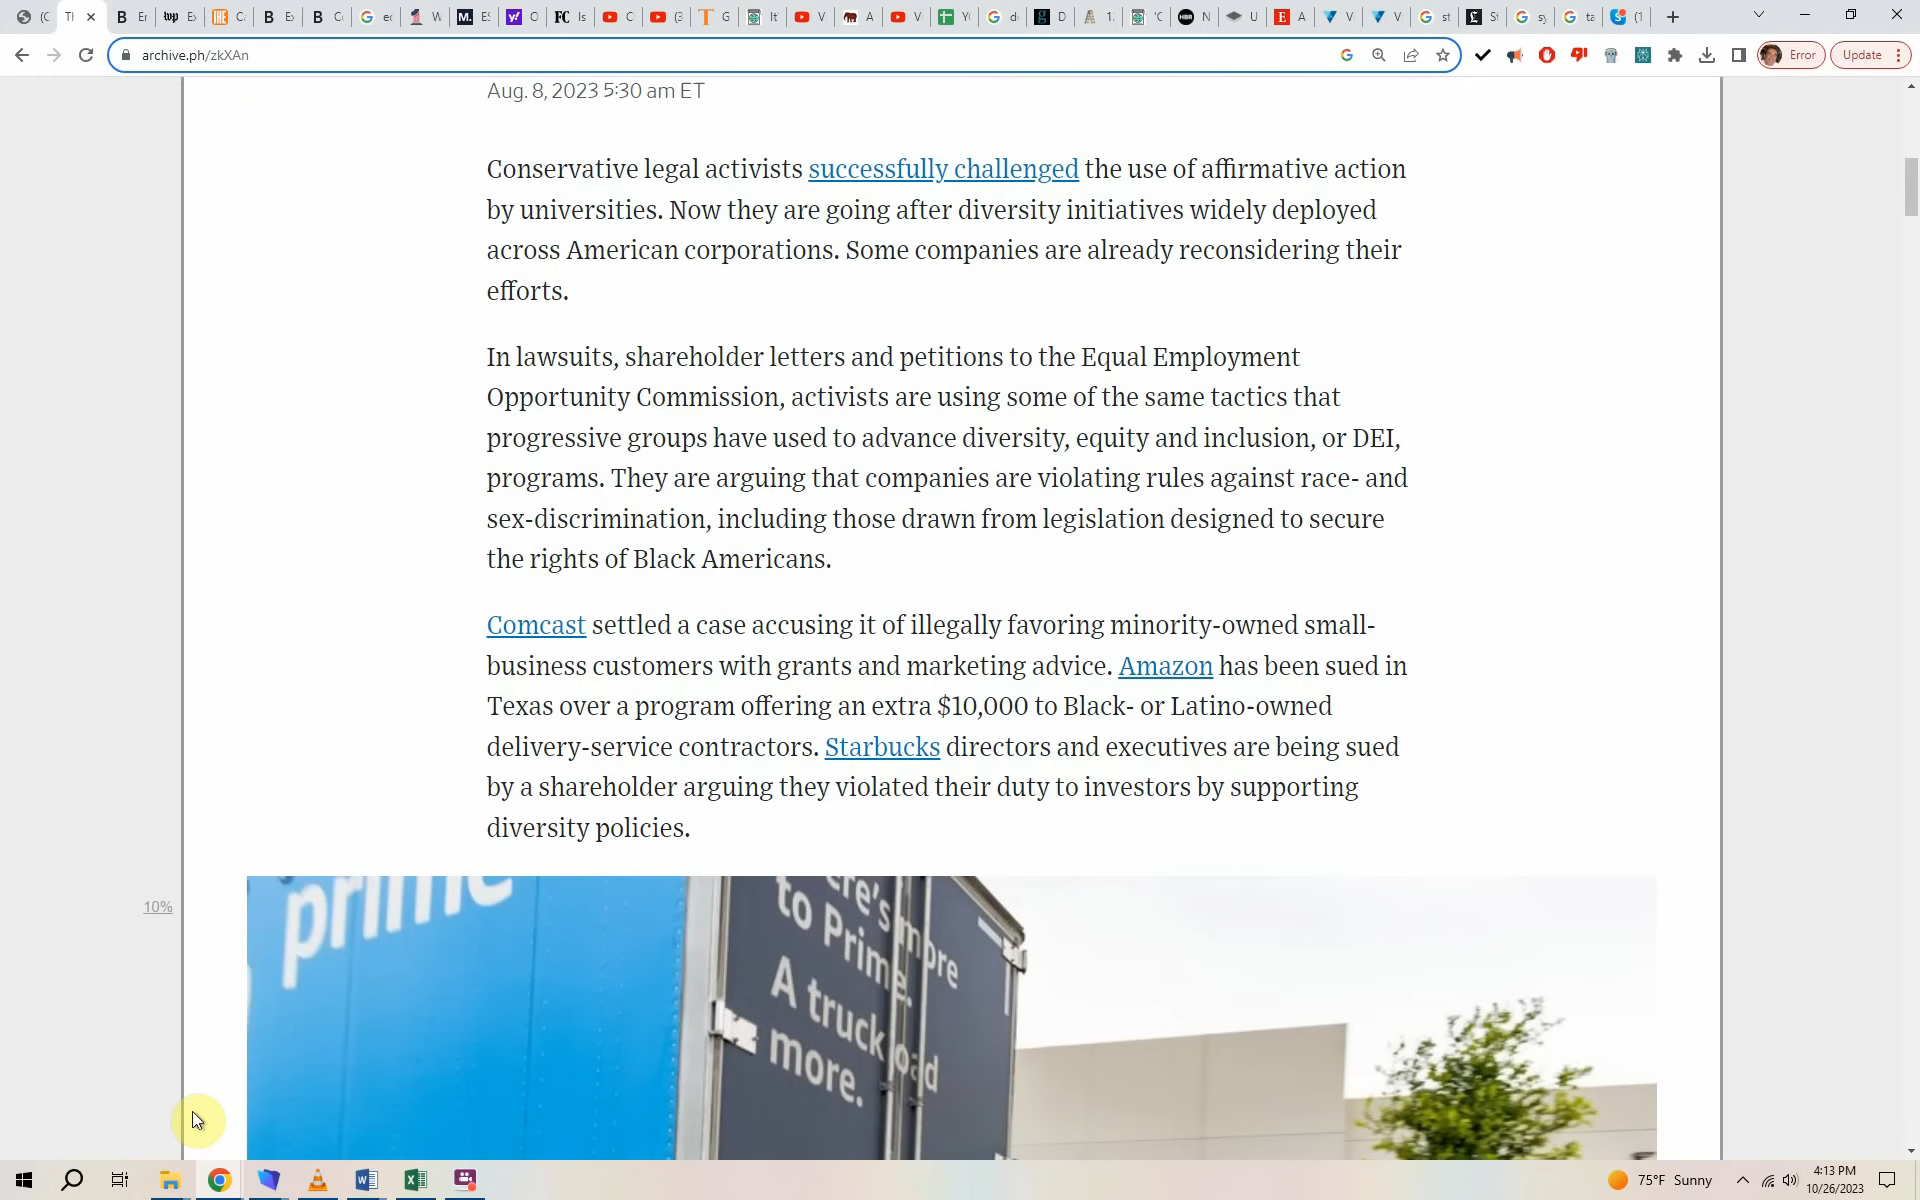 archive.ph/zkXAn
Error
Update
Aug. 8, 2023 5:30 am ET
Conservative legal activists successfully challenged the use of affirmative action
by universities. Now they are going after diversity initiatives widely deployed
across American corporations. Some companies are already reconsidering their
efforts.
In lawsuits, shareholder letters and petitions to the Equal Employment
Opportunity Commission, activists are using some of the same tactics that
progressive groups have used to advance diversity, equity and inclusion, or DEI,
programs. They are arguing that companies are violating rules against race- and
sex-discrimination, including those drawn from legislation designed to secure
the rights of Black Americans.
Comcast settled a case accusing it of illegally favoring minority-owned small-
business customers with grants and marketing advice. Amazon has been sued in
Texas over a program offering an extra $10,000 to Black- or Latino-owned
delivery-service contractors. Starbucks directors and executives are being sued
by a shareholder arguing they violated their duty to investors by supporting
diversity policies.
10%
prime
more
to Prime.
A truckload
more.
75°F Sunny
4:13 PM
10/26/2023